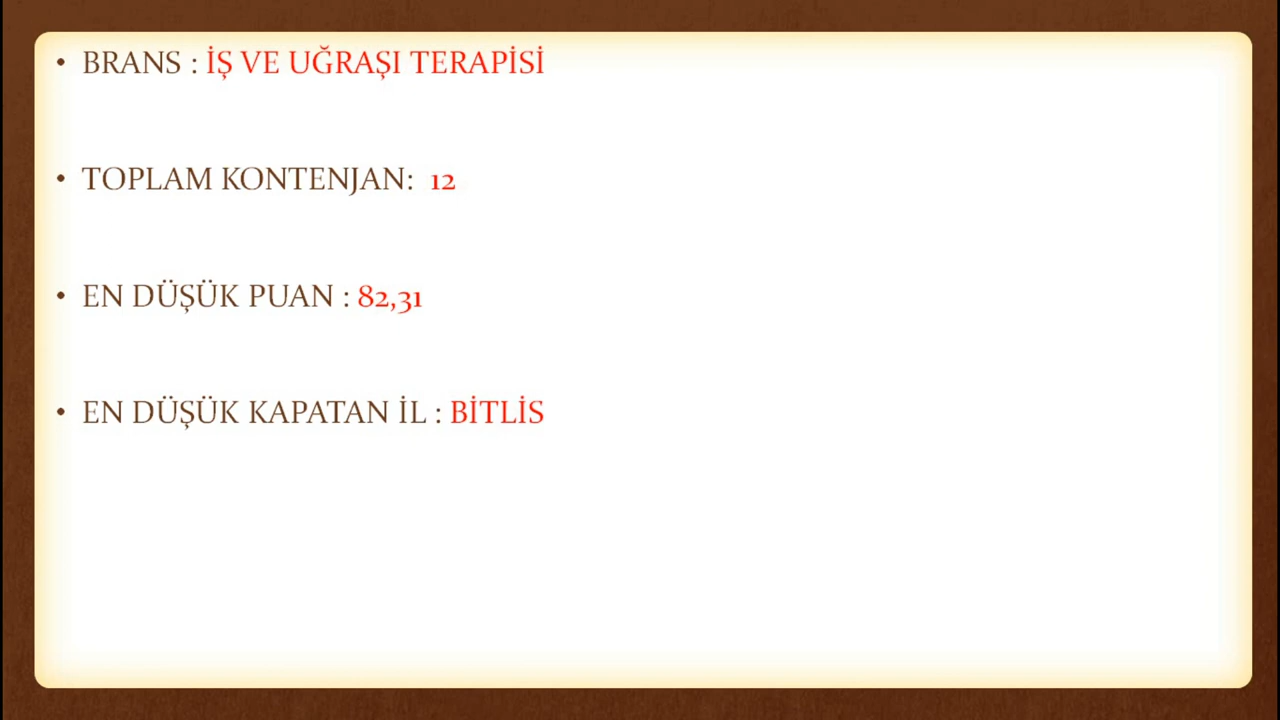 • BRANS : İŞ VE UĞRAŞI TERAPİSİ
• TOPLAM KONTENJAN: 12
• EN DÜŞÜK PUAN : 82,31
• EN DÜŞÜK KAPATAN İL : BİTLİS